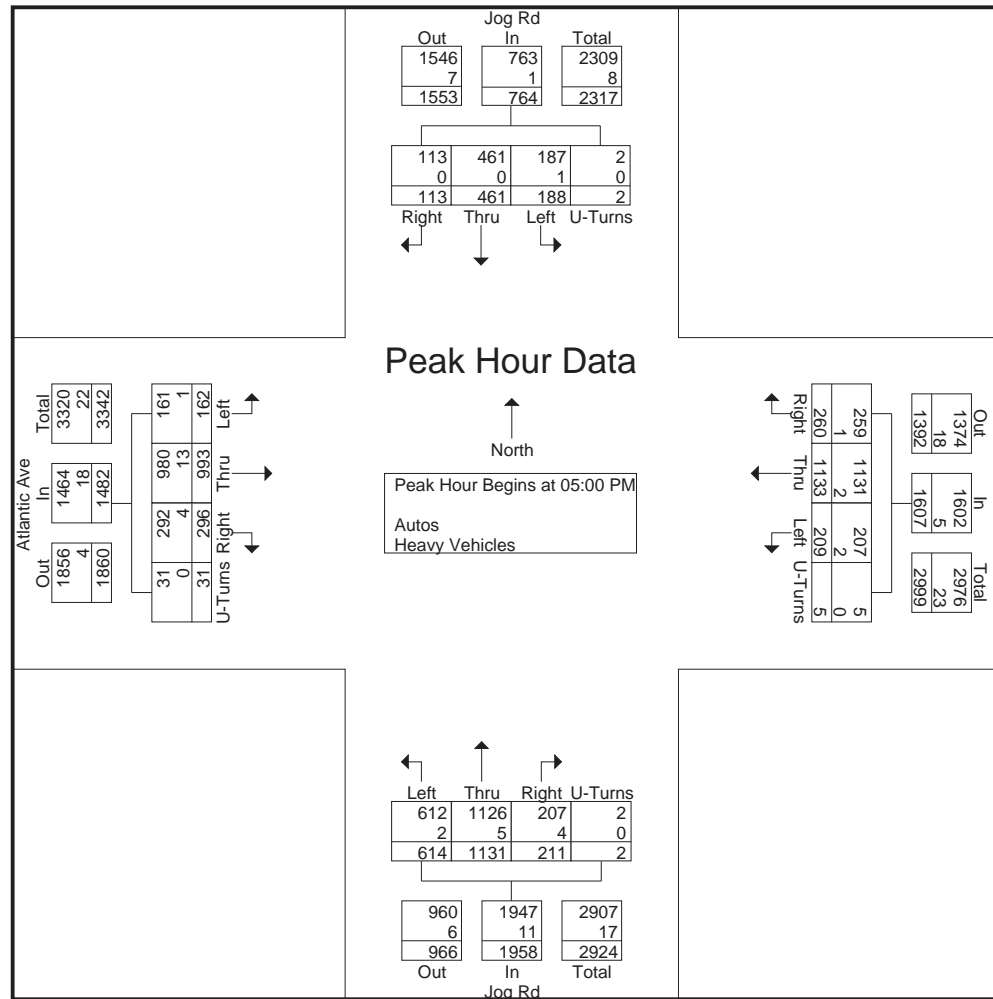 Jog Rd
Out In Total
1546 763 2309
7 1 8
1553 764 2317
113 461 187 2
0 0 1 0
113 461 188 2
Right Thru Left U-Turns
Peak Hour Data
North
Peak Hour Begins at 05:00 PM
Autos
Heavy Vehicles
Atlantic Ave
Total In Out
3320 1464 1856
22 18 4
3342 1482 1860
161 980 292 31
1 13 4 0
162 993 296 31
Left Thru Right U-Turns
Out In Total
1374 1602 2976
18 5 23
1392 1607 2999
259 1131 207 5
1 2 2 0
260 1133 209 5
Right Thru Left U-Turns
Left Thru Right U-Turns
612 1126 207 2
2 5 4 0
614 1131 211 2
960 1947 2907
6 11 17
966 1958 2924
Out In Total
Jog Rd